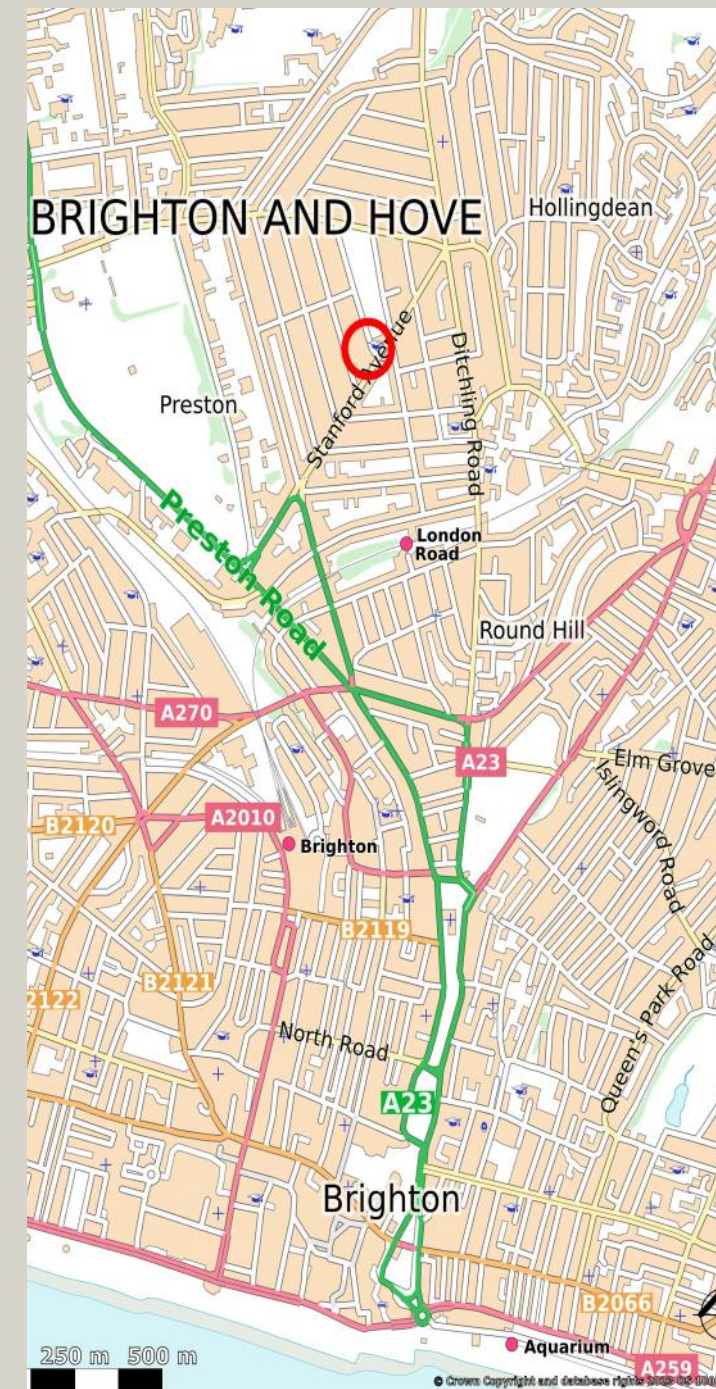 Hollingdean
BRIGHTON AND HOVE
Stanford Avenue
Ditchling Road
Preston
Preston Road
London
Road
Round Hill
A270
A23
Elm Grove
Islingword Road
A2010
B2120
Brighton
B2119
B2121
2122
Queen's Park Road
North Road
A23
Brighton
B2066
Aquarium
250 m 500 m
A259
© Crown Copyright and database rights